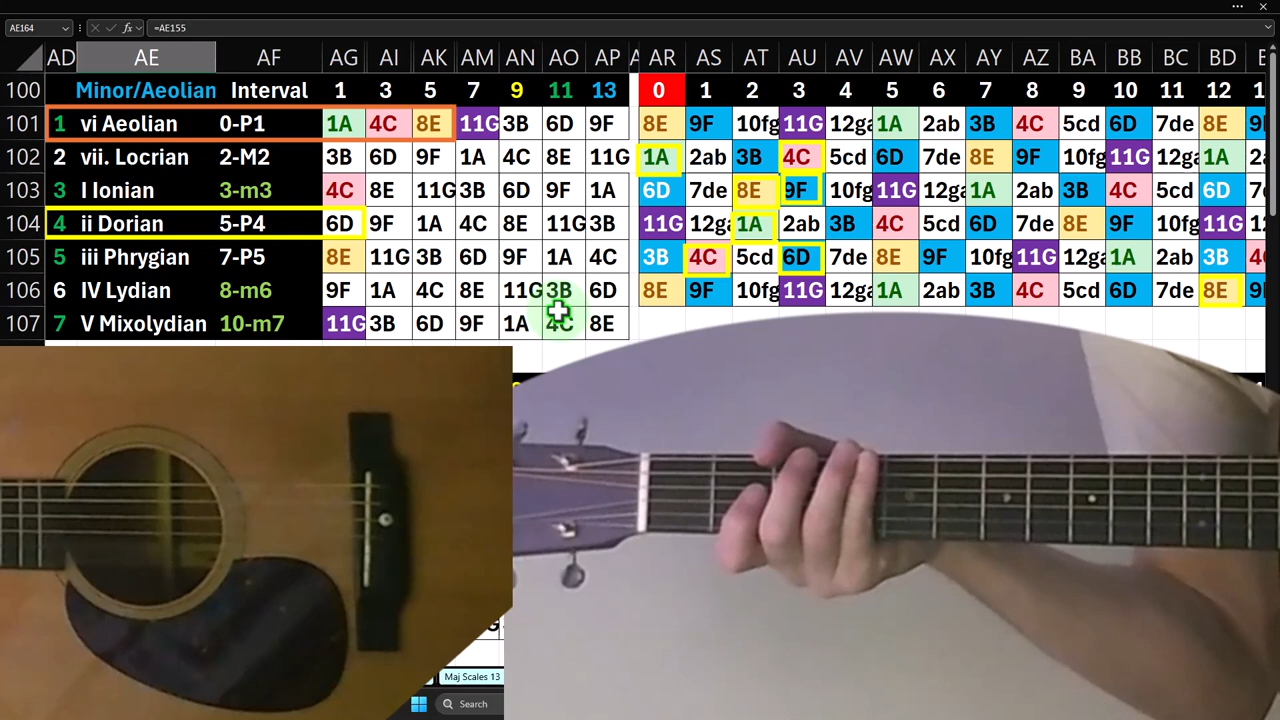 AE164 fx =AE155
AD AE AF AG AI AK AM AN AO AP A AR AS AT AU AV AW AX AY AZ BA BB BC BD E
100 Minor/Aeolian Interval 1 3 5 7 9 11 13 0 1 2 3 4 5 6 7 8 9 10 11 12 1
101 1 vi Aeolian 0-P1 1A 4C 8E 11G 3B 6D 9F 8E 9F 10fg 11G 12ga 1A 2ab 3B 4C 5cd 6D 7de 8E 9F
102 2 vii. Locrian 2-M2 3B 6D 9F 1A 4C 8E 11G 1A 2ab 3B 4C 5cd 6D 7de 8E 9F 10fg 11G 12ga 1A 2
103 3 I Ionian 3-m3 4C 8E 11G 3B 6D 9F 1A 6D 7de 8E 9F 10fg 11G 12ga 1A 2ab 3B 4C 5cd 6D 7
104 4 ii Dorian 5-P4 6D 9F 1A 4C 8E 11G 3B 11G 12ga 1A 2ab 3B 4C 5cd 6D 7de 8E 9F 10fg 11G 12
105 5 iii Phrygian 7-P5 8E 11G 3B 6D 9F 1A 4C 3B 4C 5cd 6D 7de 8E 9F 10fg 11G 12ga 1A 2ab 3B 4C
106 6 IV Lydian 8-m6 9F 1A 4C 8E 11G 3B 6D 8E 9F 10fg 11G 12ga 1A 2ab 3B 4C 5cd 6D 7de 8E 9F
107 7 V Mixolydian 10-m7 11G 3B 6D 9F 1A 4C 8E
Maj Scales 13
Search